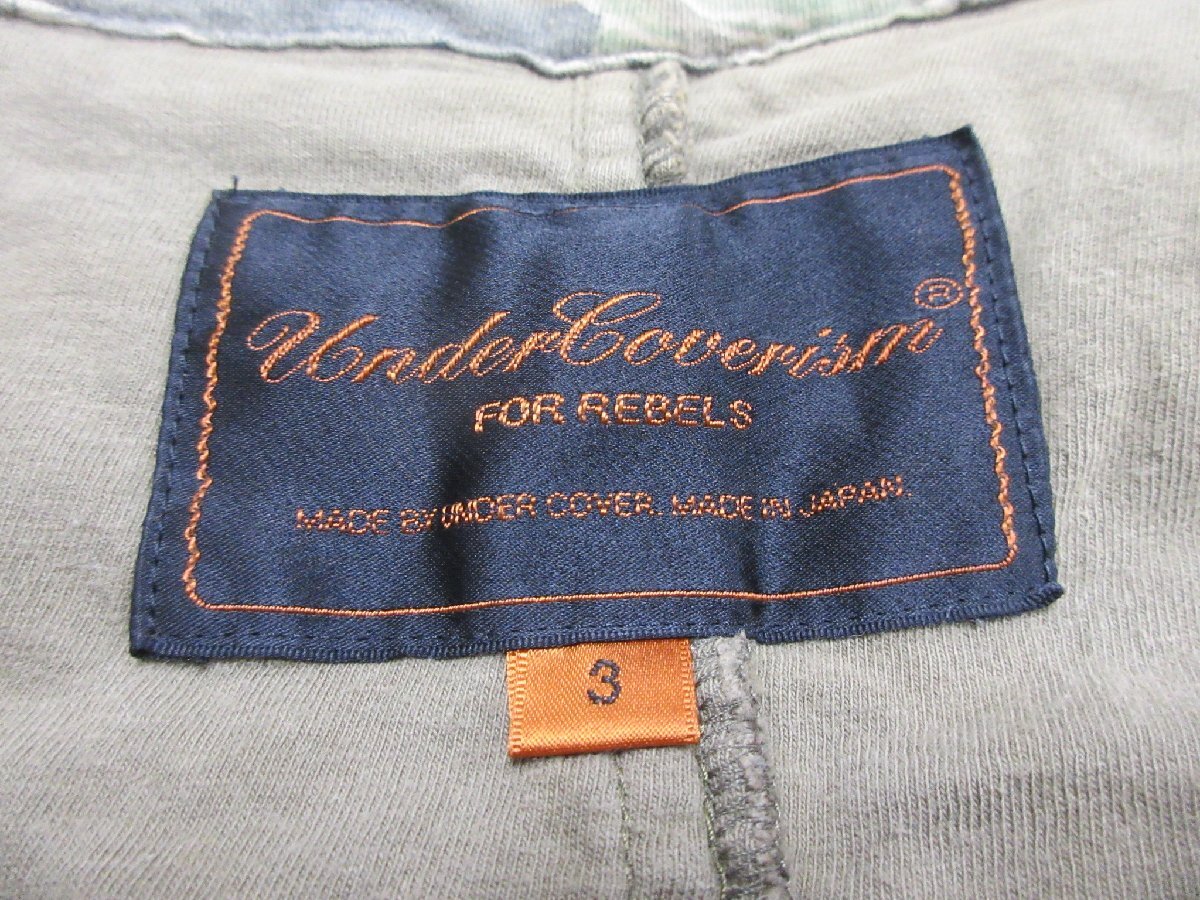 UnderCoverism®
FOR REBELS
MADE BY UNDER COVER. MADE IN JAPAN.
3